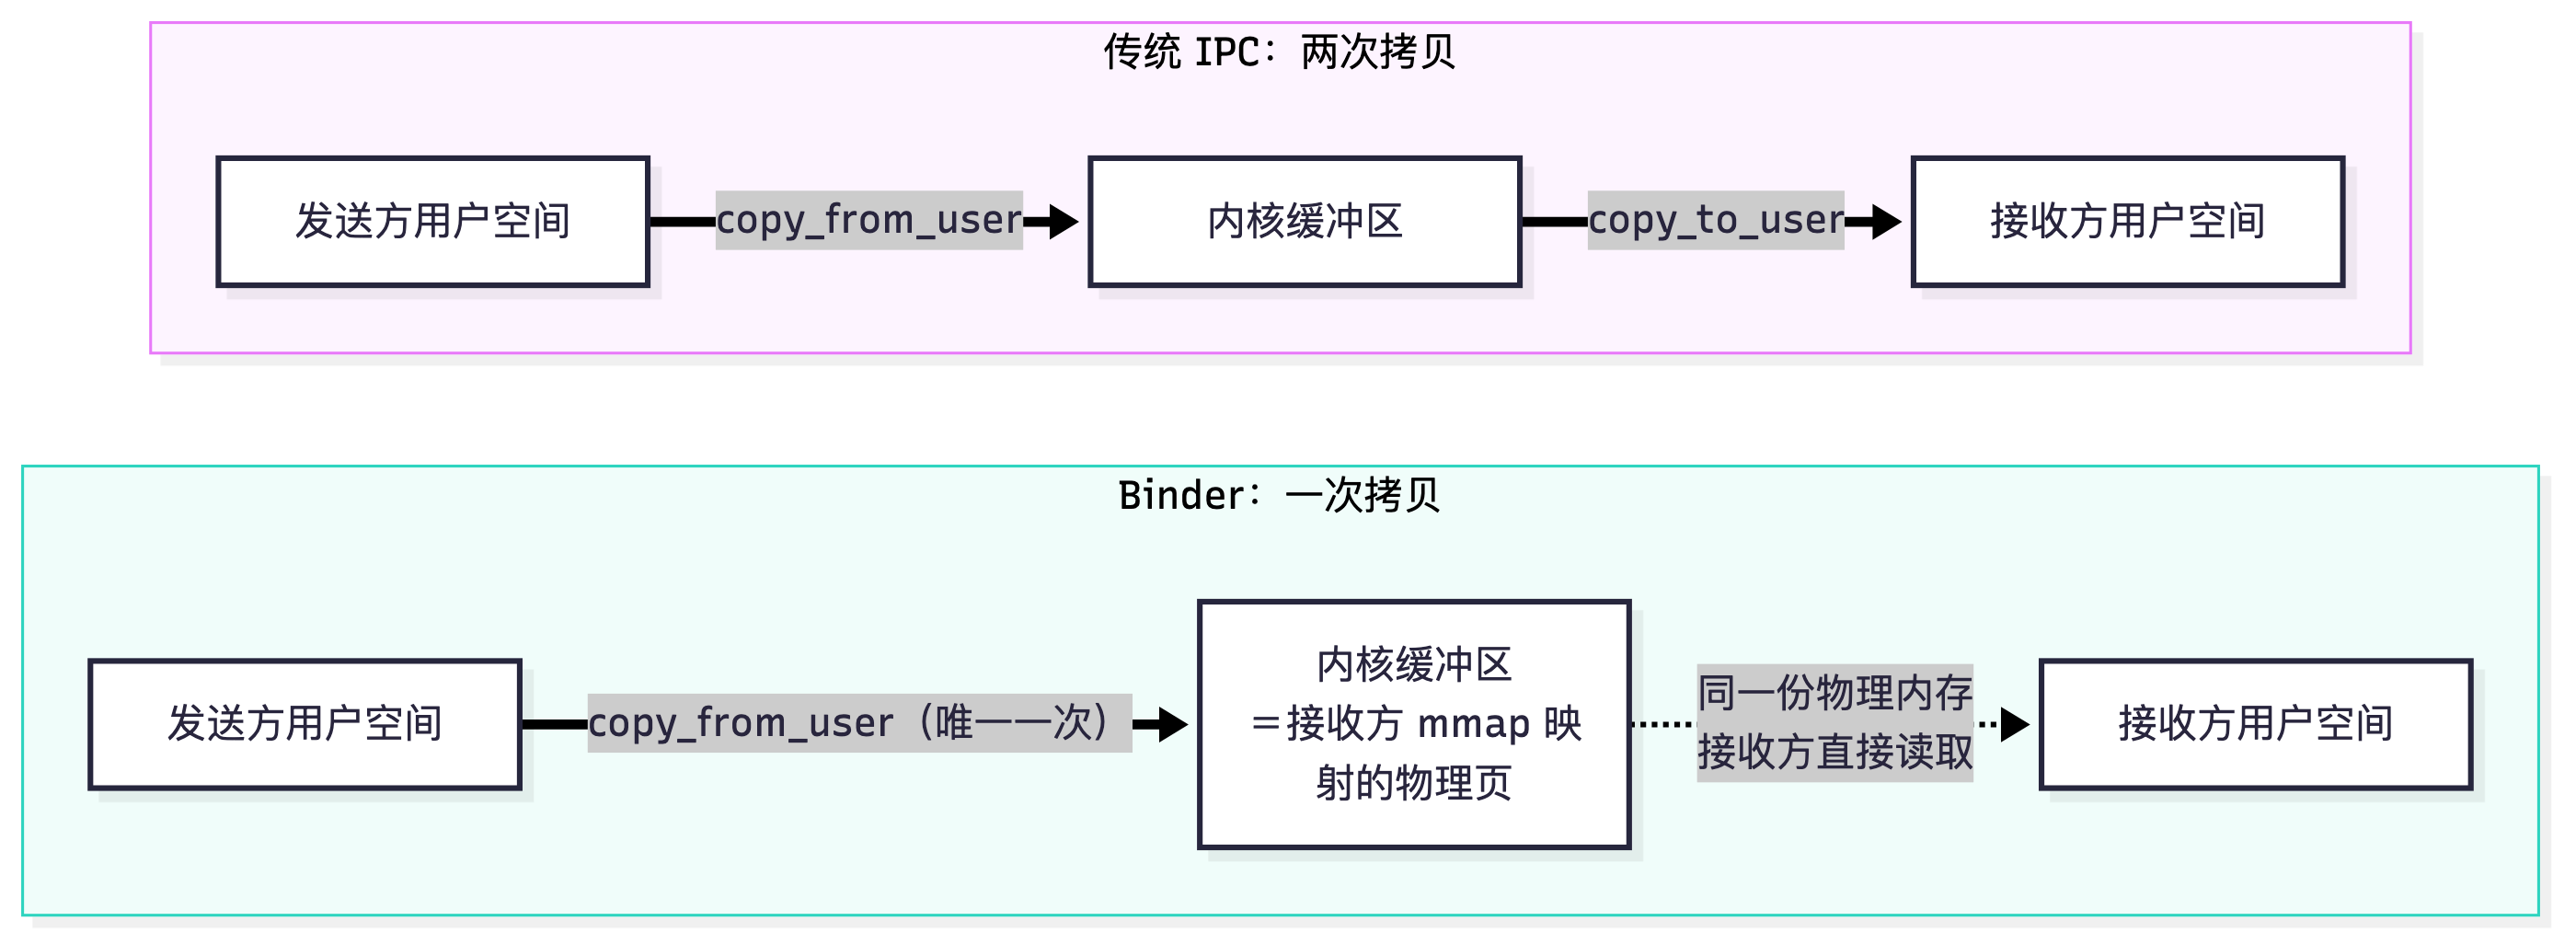 传统 IPC：两次拷贝
发送方用户空间
copy_from_user
内核缓冲区
copy_to_user
接收方用户空间
Binder：一次拷贝
发送方用户空间
copy_from_user（唯一一次）
内核缓冲区
＝接收方 mmap 映
射的物理页
同一份物理内存
接收方直接读取
接收方用户空间